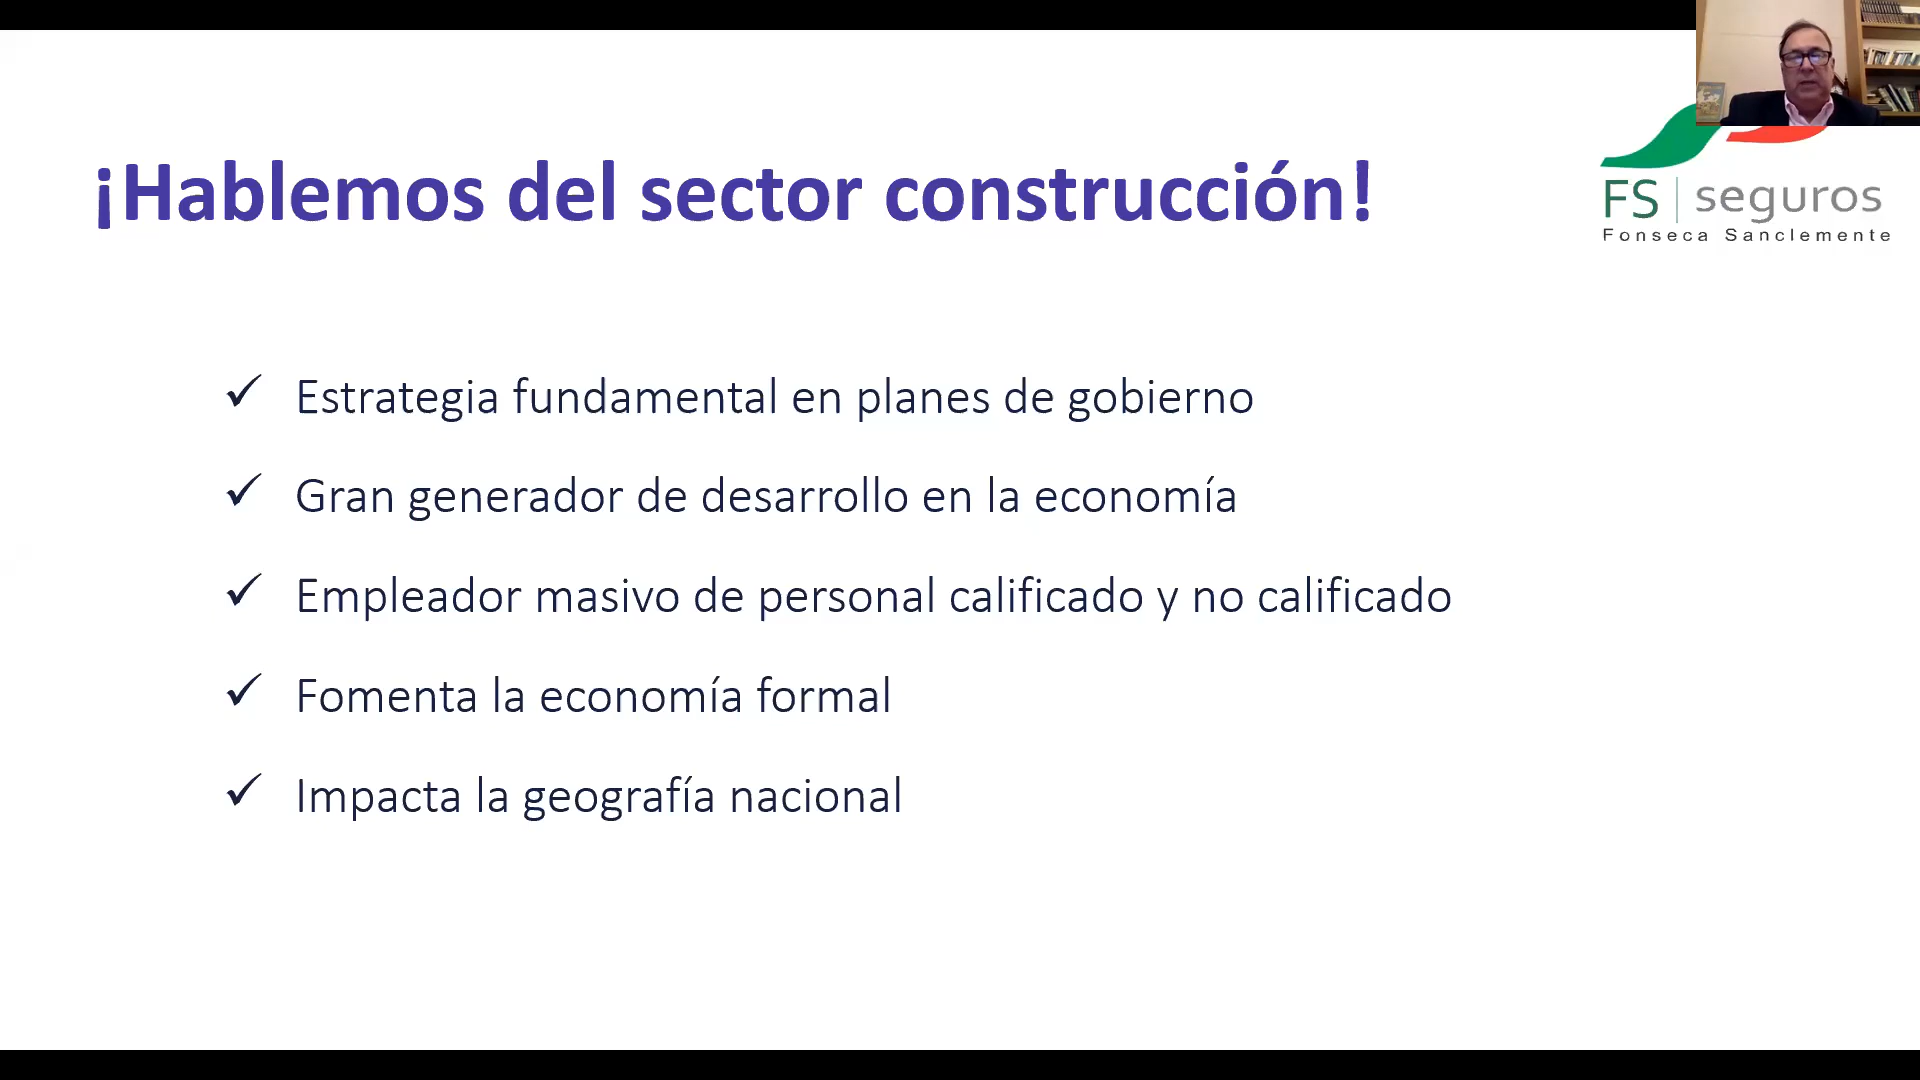 ¡Hablemos del sector construcción!
FS | seguros
Fonseca Sanclemente
✓ Estrategia fundamental en planes de gobierno
✓ Gran generador de desarrollo en la economía
✓ Empleador masivo de personal calificado y no calificado
✓ Fomenta la economía formal
✓ Impacta la geografía nacional